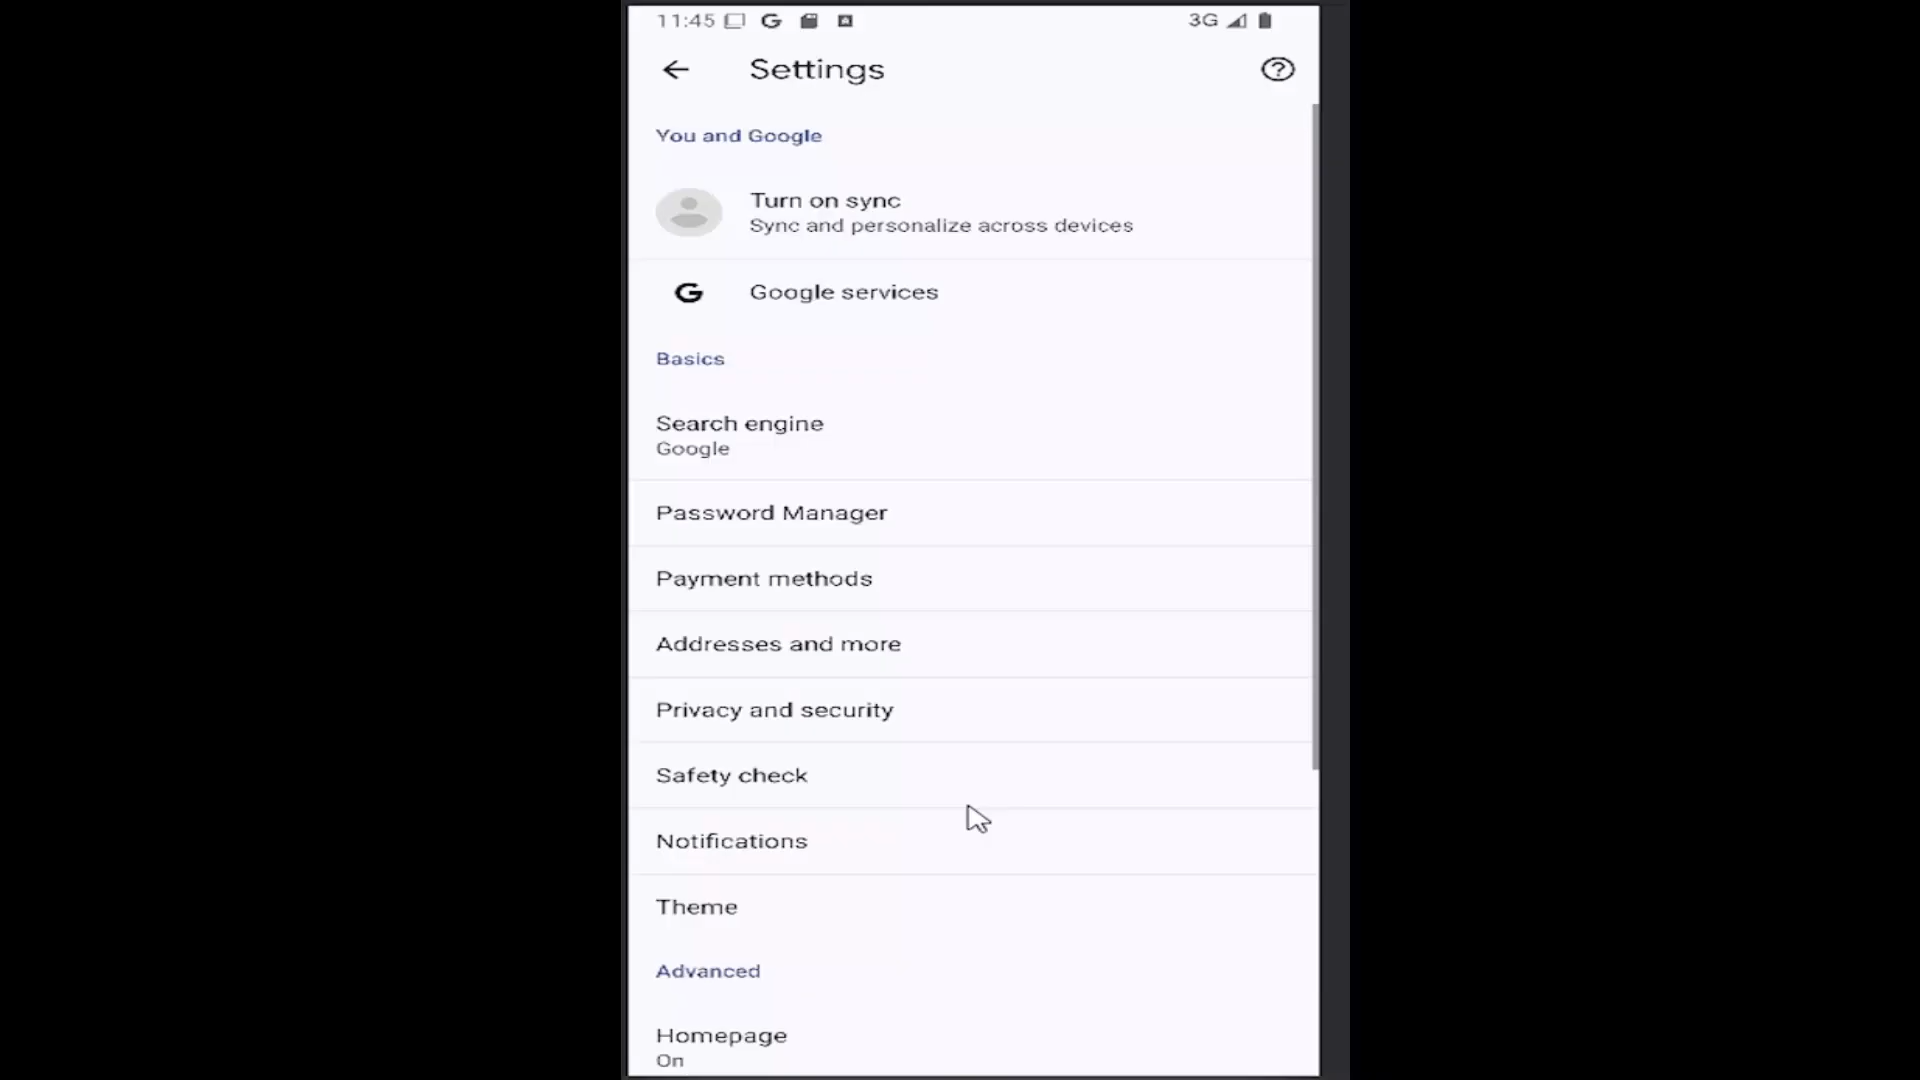 11:45
3G
Settings
You and Google
Turn on sync
Sync and personalize across devices
Google services
Basics
Search engine
Google
Password Manager
Payment methods
Addresses and more
Privacy and security
Safety check
Notifications
Theme
Advanced
Homepage
On